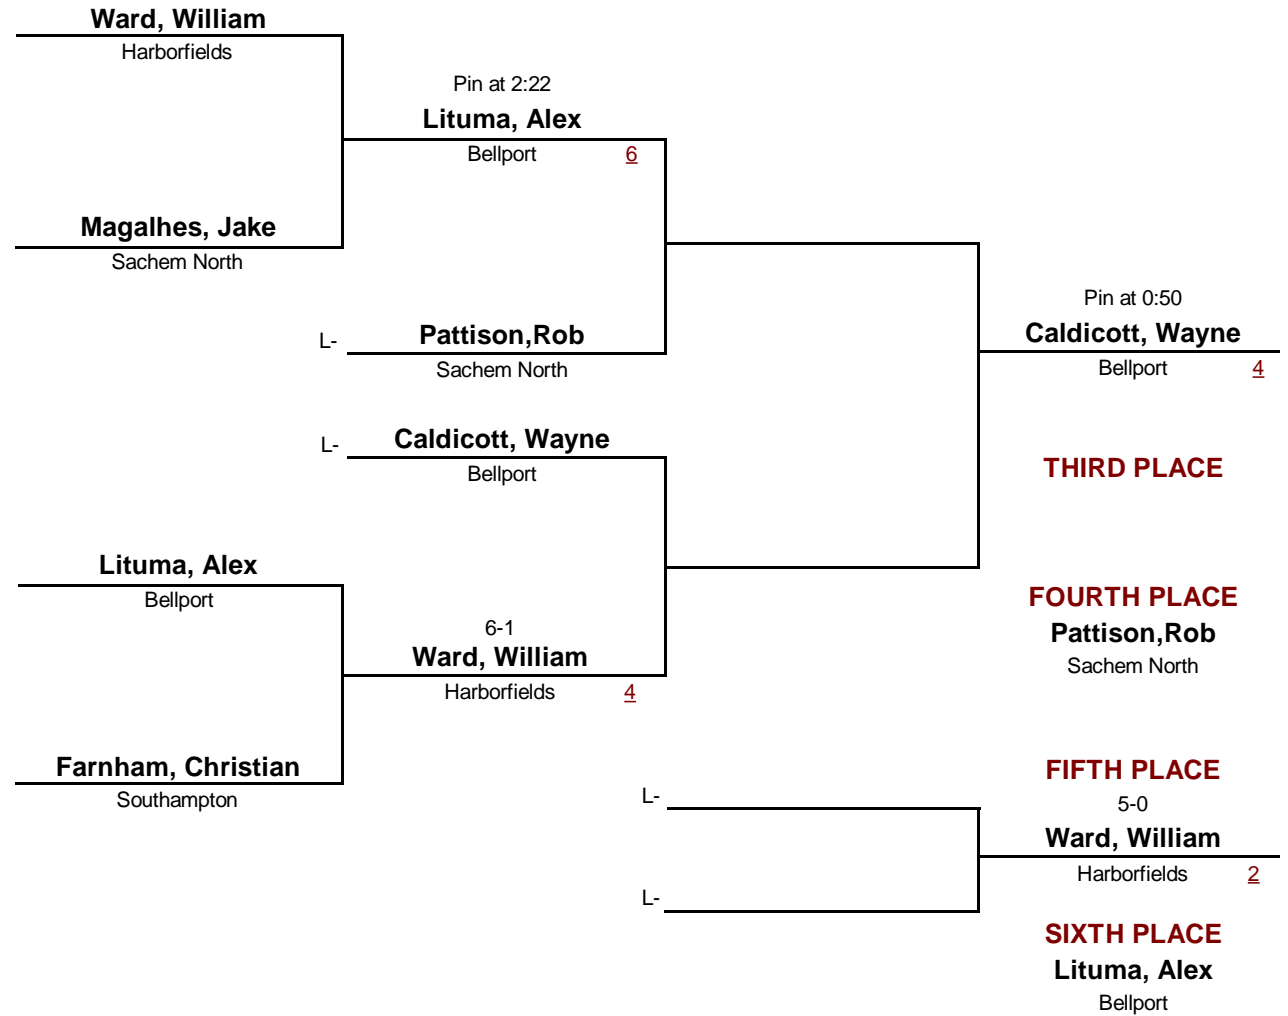 Ward, William
Harborfields
Pin at 2:22
Lituma, Alex
Bellport 6
Magalhes, Jake
Sachem North
Pin at 0:50
L- Pattison,Rob
Sachem North
Caldicott, Wayne
Bellport 4
L- Caldicott, Wayne
Bellport
THIRD PLACE
Lituma, Alex
Bellport
FOURTH PLACE
Pattison,Rob
Sachem North
6-1
Ward, William
Harborfields 4
Farnham, Christian
Southampton
FIFTH PLACE
L-
5-0
Ward, William
Harborfields 2
L-
SIXTH PLACE
Lituma, Alex
Bellport